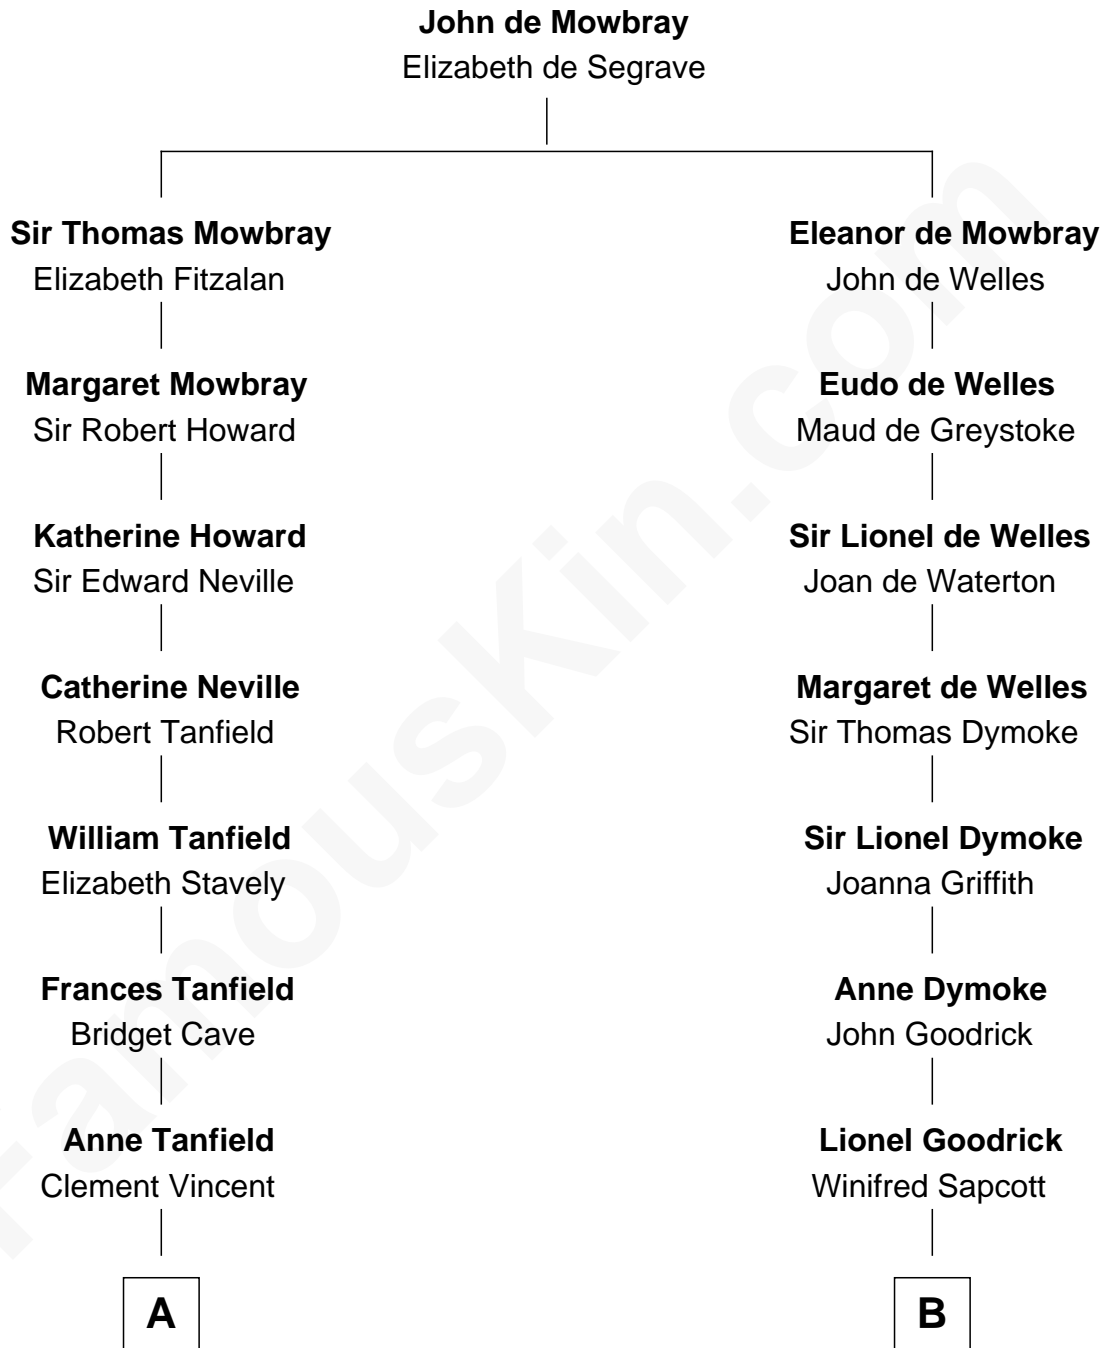 John de Mowbray
Elizabeth de Segrave
Sir Thomas Mowbray
Elizabeth Fitzalan
Eleanor de Mowbray
John de Welles
Margaret Mowbray
Sir Robert Howard
Eudo de Welles
Maud de Greystoke
Katherine Howard
Sir Edward Neville
Sir Lionel de Welles
Joan de Waterton
Catherine Neville
Robert Tanfield
Margaret de Welles
Sir Thomas Dymoke
William Tanfield
Elizabeth Stavely
Sir Lionel Dymoke
Joanna Griffith
Frances Tanfield
Bridget Cave
Anne Dymoke
John Goodrick
Anne Tanfield
Clement Vincent
Lionel Goodrick
Winifred Sapcott
A
B
FamousKin.com